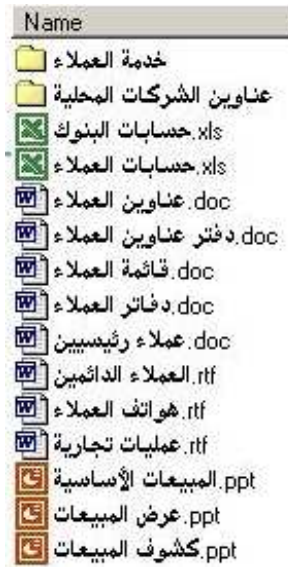 Name
خدمة العملاء
عناوين الشركات المحلية
حسابات البنوك.xls
حسابات العملاء.xls
عناوين العملاء.doc
دفتر عناوين العملاء.doc
قائمة العملاء.doc
دفاتر العملاء.doc
عملاء رئيسيين.doc
العملاء الدائمين.rtf
هواتف العملاء.rtf
عمليات تجارية.rtf
المبيعات الأساسية.ppt
عرض المبيعات.ppt
كشوف المبيعات.ppt